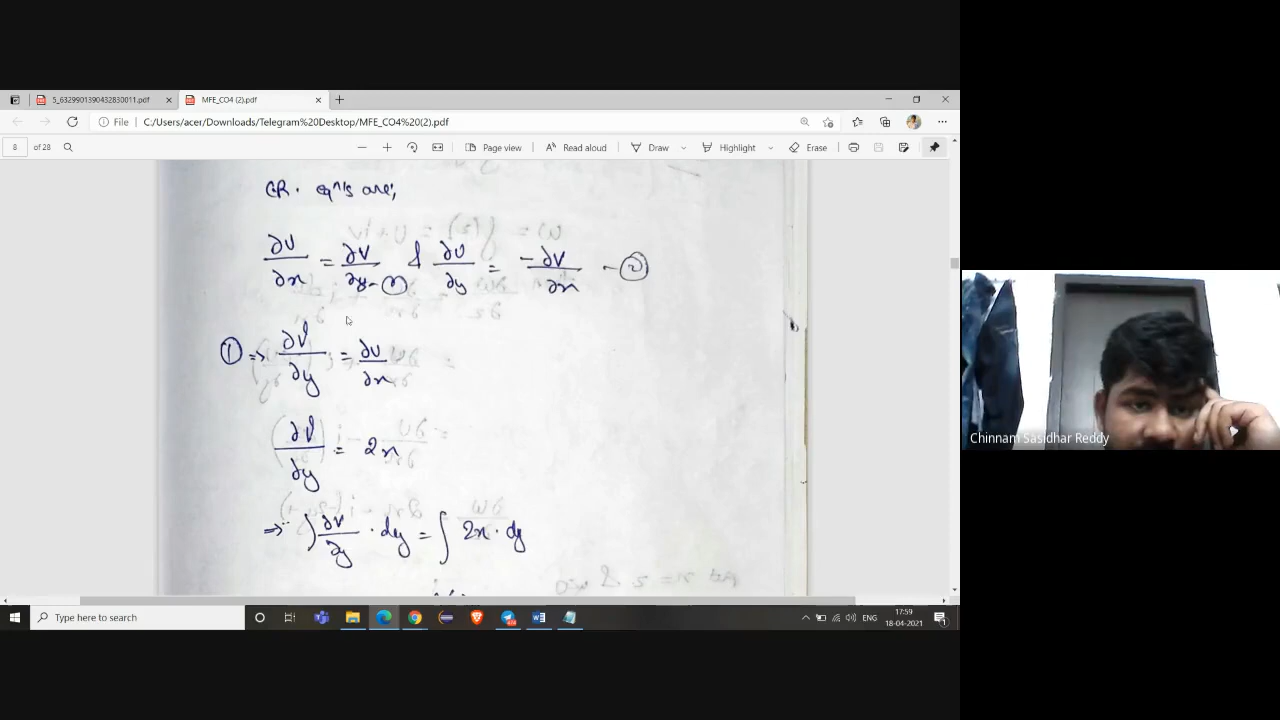 5_6329901390432830011.pdf
MFE_CO4 (2).pdf
File
C:/Users/acer/Downloads/Telegram%20Desktop/MFE_CO4%20(2).pdf
8 of 28
Page view
Read aloud
Draw
Highlight
Erase
CR. eqn's are,
∂U/∂x = ∂V/∂y -① & ∂U/∂y = -∂V/∂x -②
① => ∂V/∂y = ∂U/∂x
∂V/∂y = 2x
=> ∫ ∂V/∂y · dy = ∫ 2x · dy
Chinnam Sasidhar Reddy
Type here to search
ENG
17:59
18-04-2021